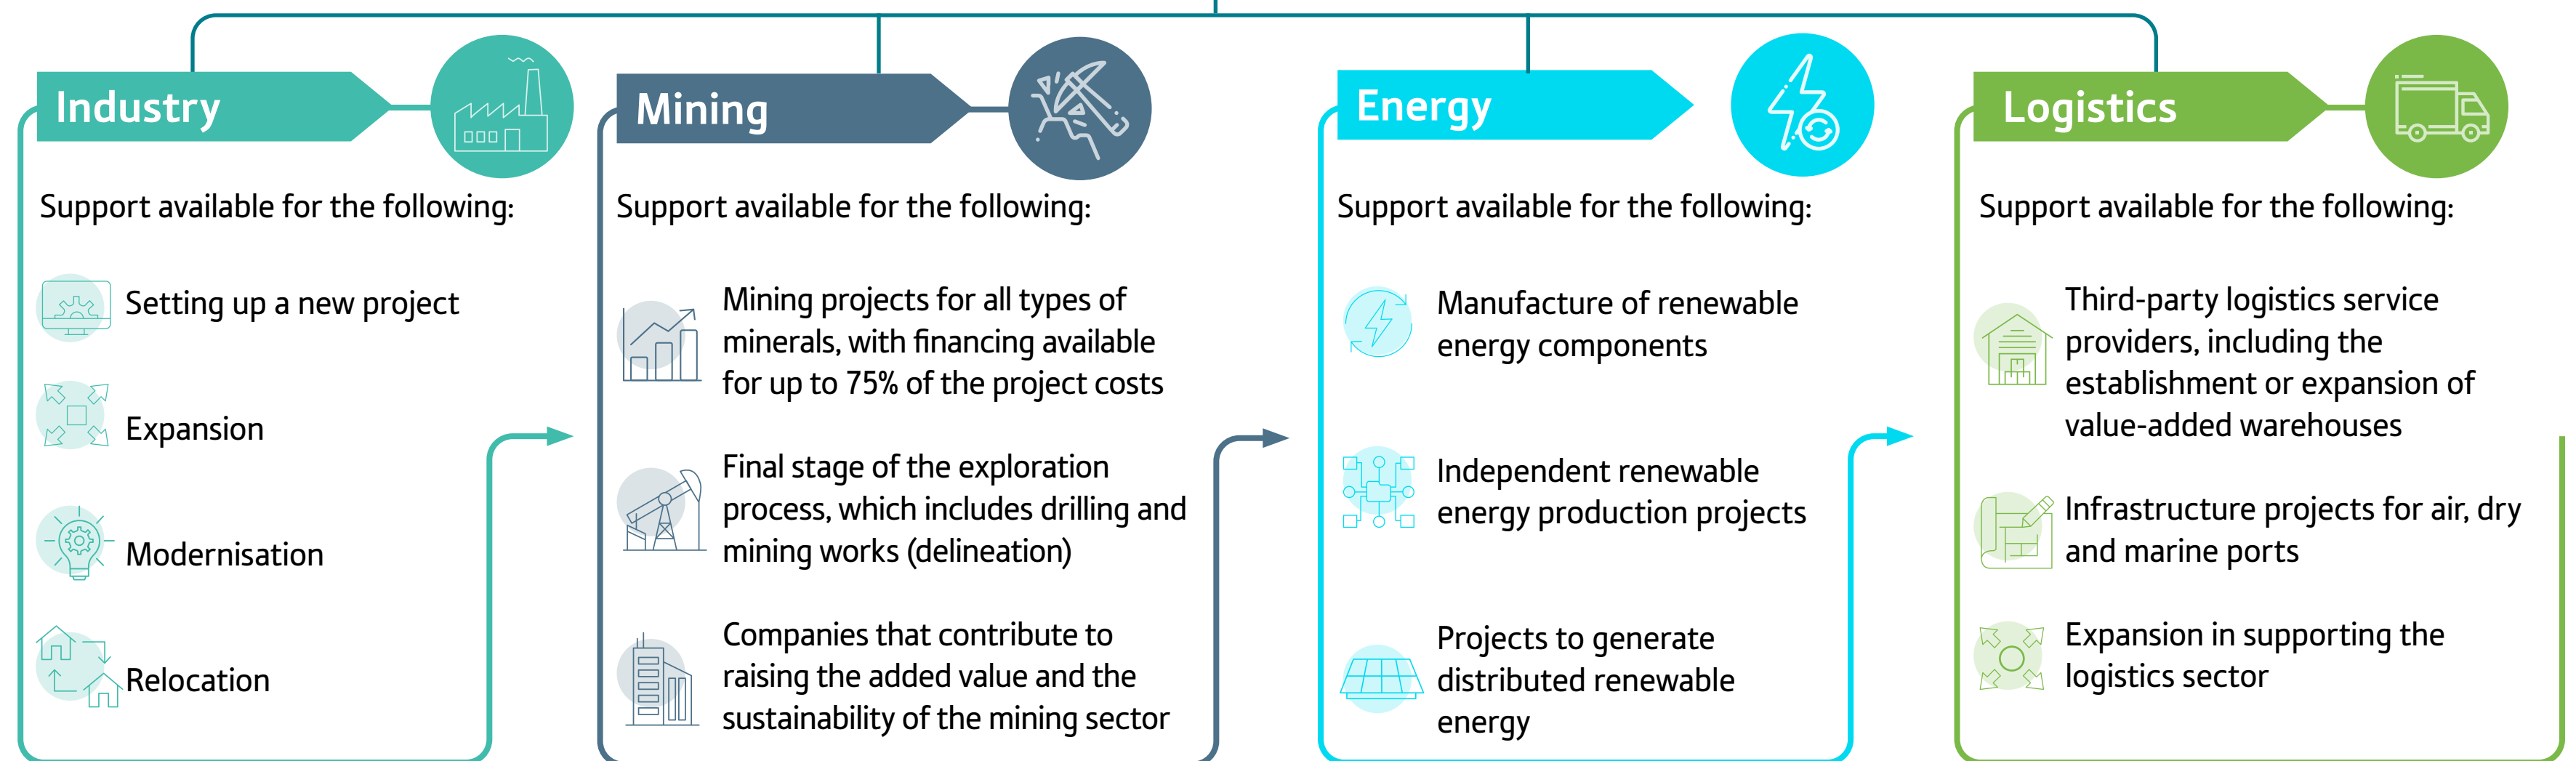 Industry
Support available for the following:
Setting up a new project
Expansion
Modernisation
Relocation
Mining
Support available for the following:
Mining projects for all types of
minerals, with financing available
for up to 75% of the project costs
Final stage of the exploration
process, which includes drilling and
mining works (delineation)
Companies that contribute to
raising the added value and the
sustainability of the mining sector
Energy
Support available for the following:
Manufacture of renewable
energy components
Independent renewable
energy production projects
Projects to generate
distributed renewable
energy
Logistics
Support available for the following:
Third-party logistics service
providers, including the
establishment or expansion of
value-added warehouses
Infrastructure projects for air, dry
and marine ports
Expansion in supporting the
logistics sector